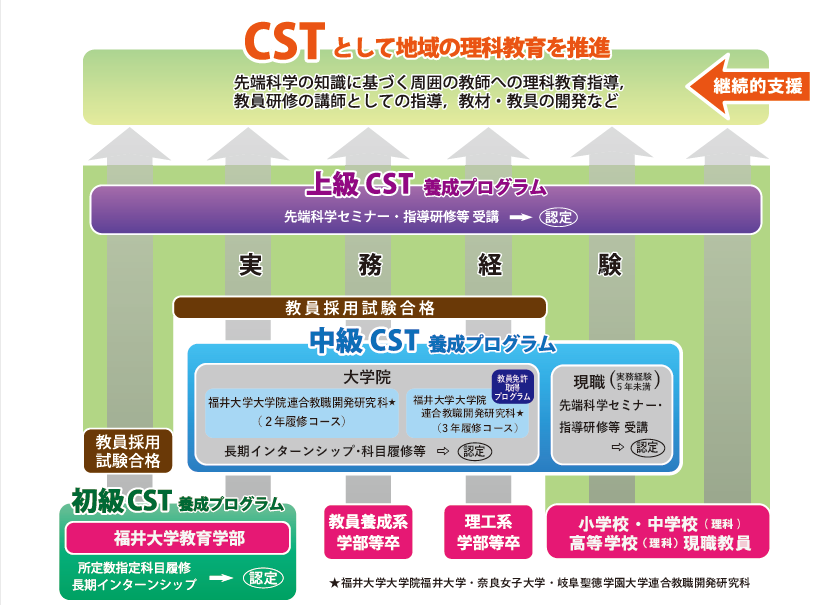 CSTとして地域の理科教育を推進
先端科学の知識に基づく周囲の教師への理科教育指導,
教員研修の講師としての指導, 教材・教具の開発など
継続的支援
上級CST 養成プログラム
先端科学セミナー・指導研修等 受講 ➡ 認定
実務経験
教員採用試験合格
中級CST 養成プログラム
大学院
福井大学大学院連合教職開発研究科★
(2年履修コース)
教員免許
取得
プログラム
福井大学大学院
連合教職開発研究科★
(3年履修コース)
長期インターンシップ・科目履修等 ⇨ 認定
現職(実務経験
5年未満)
先端科学セミナー・
指導研修等 受講
⇨ 認定
教員採用
試験合格
初級CST 養成プログラム
福井大学教育学部
所定数指定科目履修
長期インターンシップ ➡ 認定
教員養成系
学部等卒
理工系
学部等卒
小学校・中学校(理科)
高等学校(理科)現職教員
★福井大学大学院福井大学・奈良女子大学・岐阜聖徳学園大学連合教職開発研究科